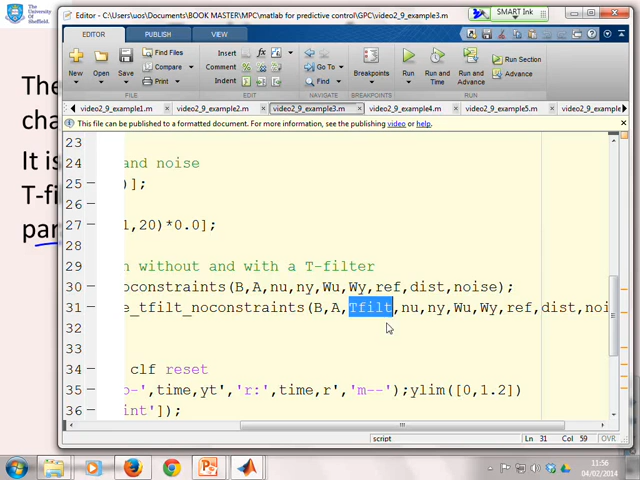 The
University
Of
Sheffield.
Editor - C:\Users\uos\Documents\BOOK MASTER\MPC\matlab for predictive control\GPC\video2_9_example3.m
SMART Ink
EDITOR PUBLISH VIEW
New Open Save
Find Files
Compare
Print
Insert
Comment
Indent
Go To
Find
Breakpoints
Run
Run and
Time
Run and
Advance
Run Section
Advance
FILE EDIT NAVIGATE BREAKPOINTS RUN
video2_9_example1.m video2_9_example2.m video2_9_example3.m video2_9_example4.m video2_9_example5.m video2_9_example
This file can be published to a formatted document. For more information, see the publishing video or help.
The
cha
It is
T-fi
par
23
24 and noise
25 )];
26
27 1,20)*0.0];
28
29 n without and with a T-filter
30 oconstraints(B,A,nu,ny,Wu,Wy,ref,dist,noise);
31 e_tfilt_noconstraints(B,A,Tfilt,nu,ny,Wu,Wy,ref,dist,noi
32
33
34 clf reset
35 o-',time,yt','r:',time,r','m--');ylim([0,1.2])
36 int']);
script
Ln 31 Col 59 OVR
11:56
04/02/2014